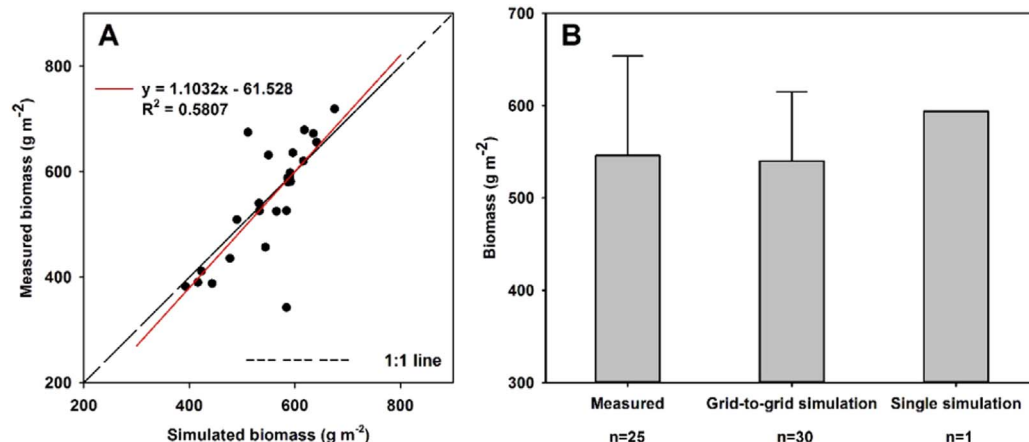 A
y = 1.1032x - 61.528
R² = 0.5807
1:1 line
Measured biomass (g m⁻²)
800
600
400
200
200 400 600 800
Simulated biomass (g m⁻²)
B
Biomass (g m⁻²)
700
600
500
400
300
Measured Grid-to-grid simulation Single simulation
n=25 n=30 n=1